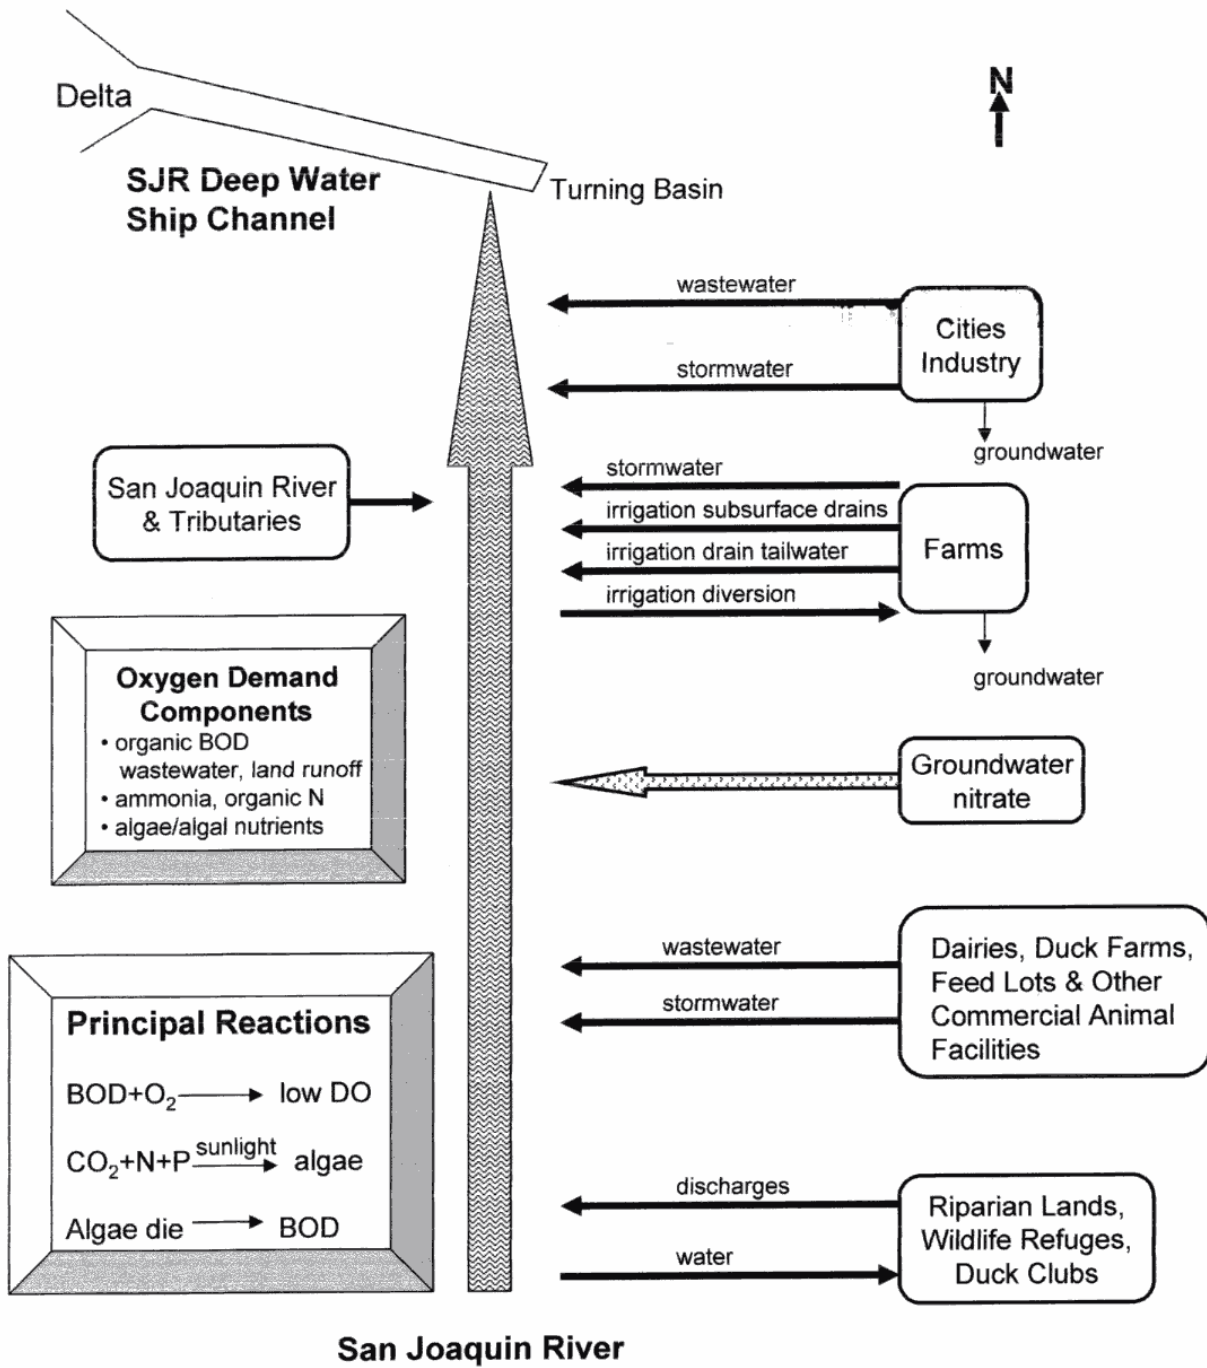 N
Delta
SJR Deep Water
Ship Channel
Turning Basin
wastewater
stormwater
Cities
Industry
groundwater
San Joaquin River
& Tributaries
stormwater
irrigation subsurface drains
irrigation drain tailwater
irrigation diversion
Farms
groundwater
Oxygen Demand
Components
• organic BOD
wastewater, land runoff
• ammonia, organic N
• algae/algal nutrients
Groundwater
nitrate
wastewater
stormwater
Dairies, Duck Farms,
Feed Lots & Other
Commercial Animal
Facilities
Principal Reactions
BOD+O₂ → low DO
CO₂+N+P sunlight → algae
Algae die → BOD
discharges
water
Riparian Lands,
Wildlife Refuges,
Duck Clubs
San Joaquin River